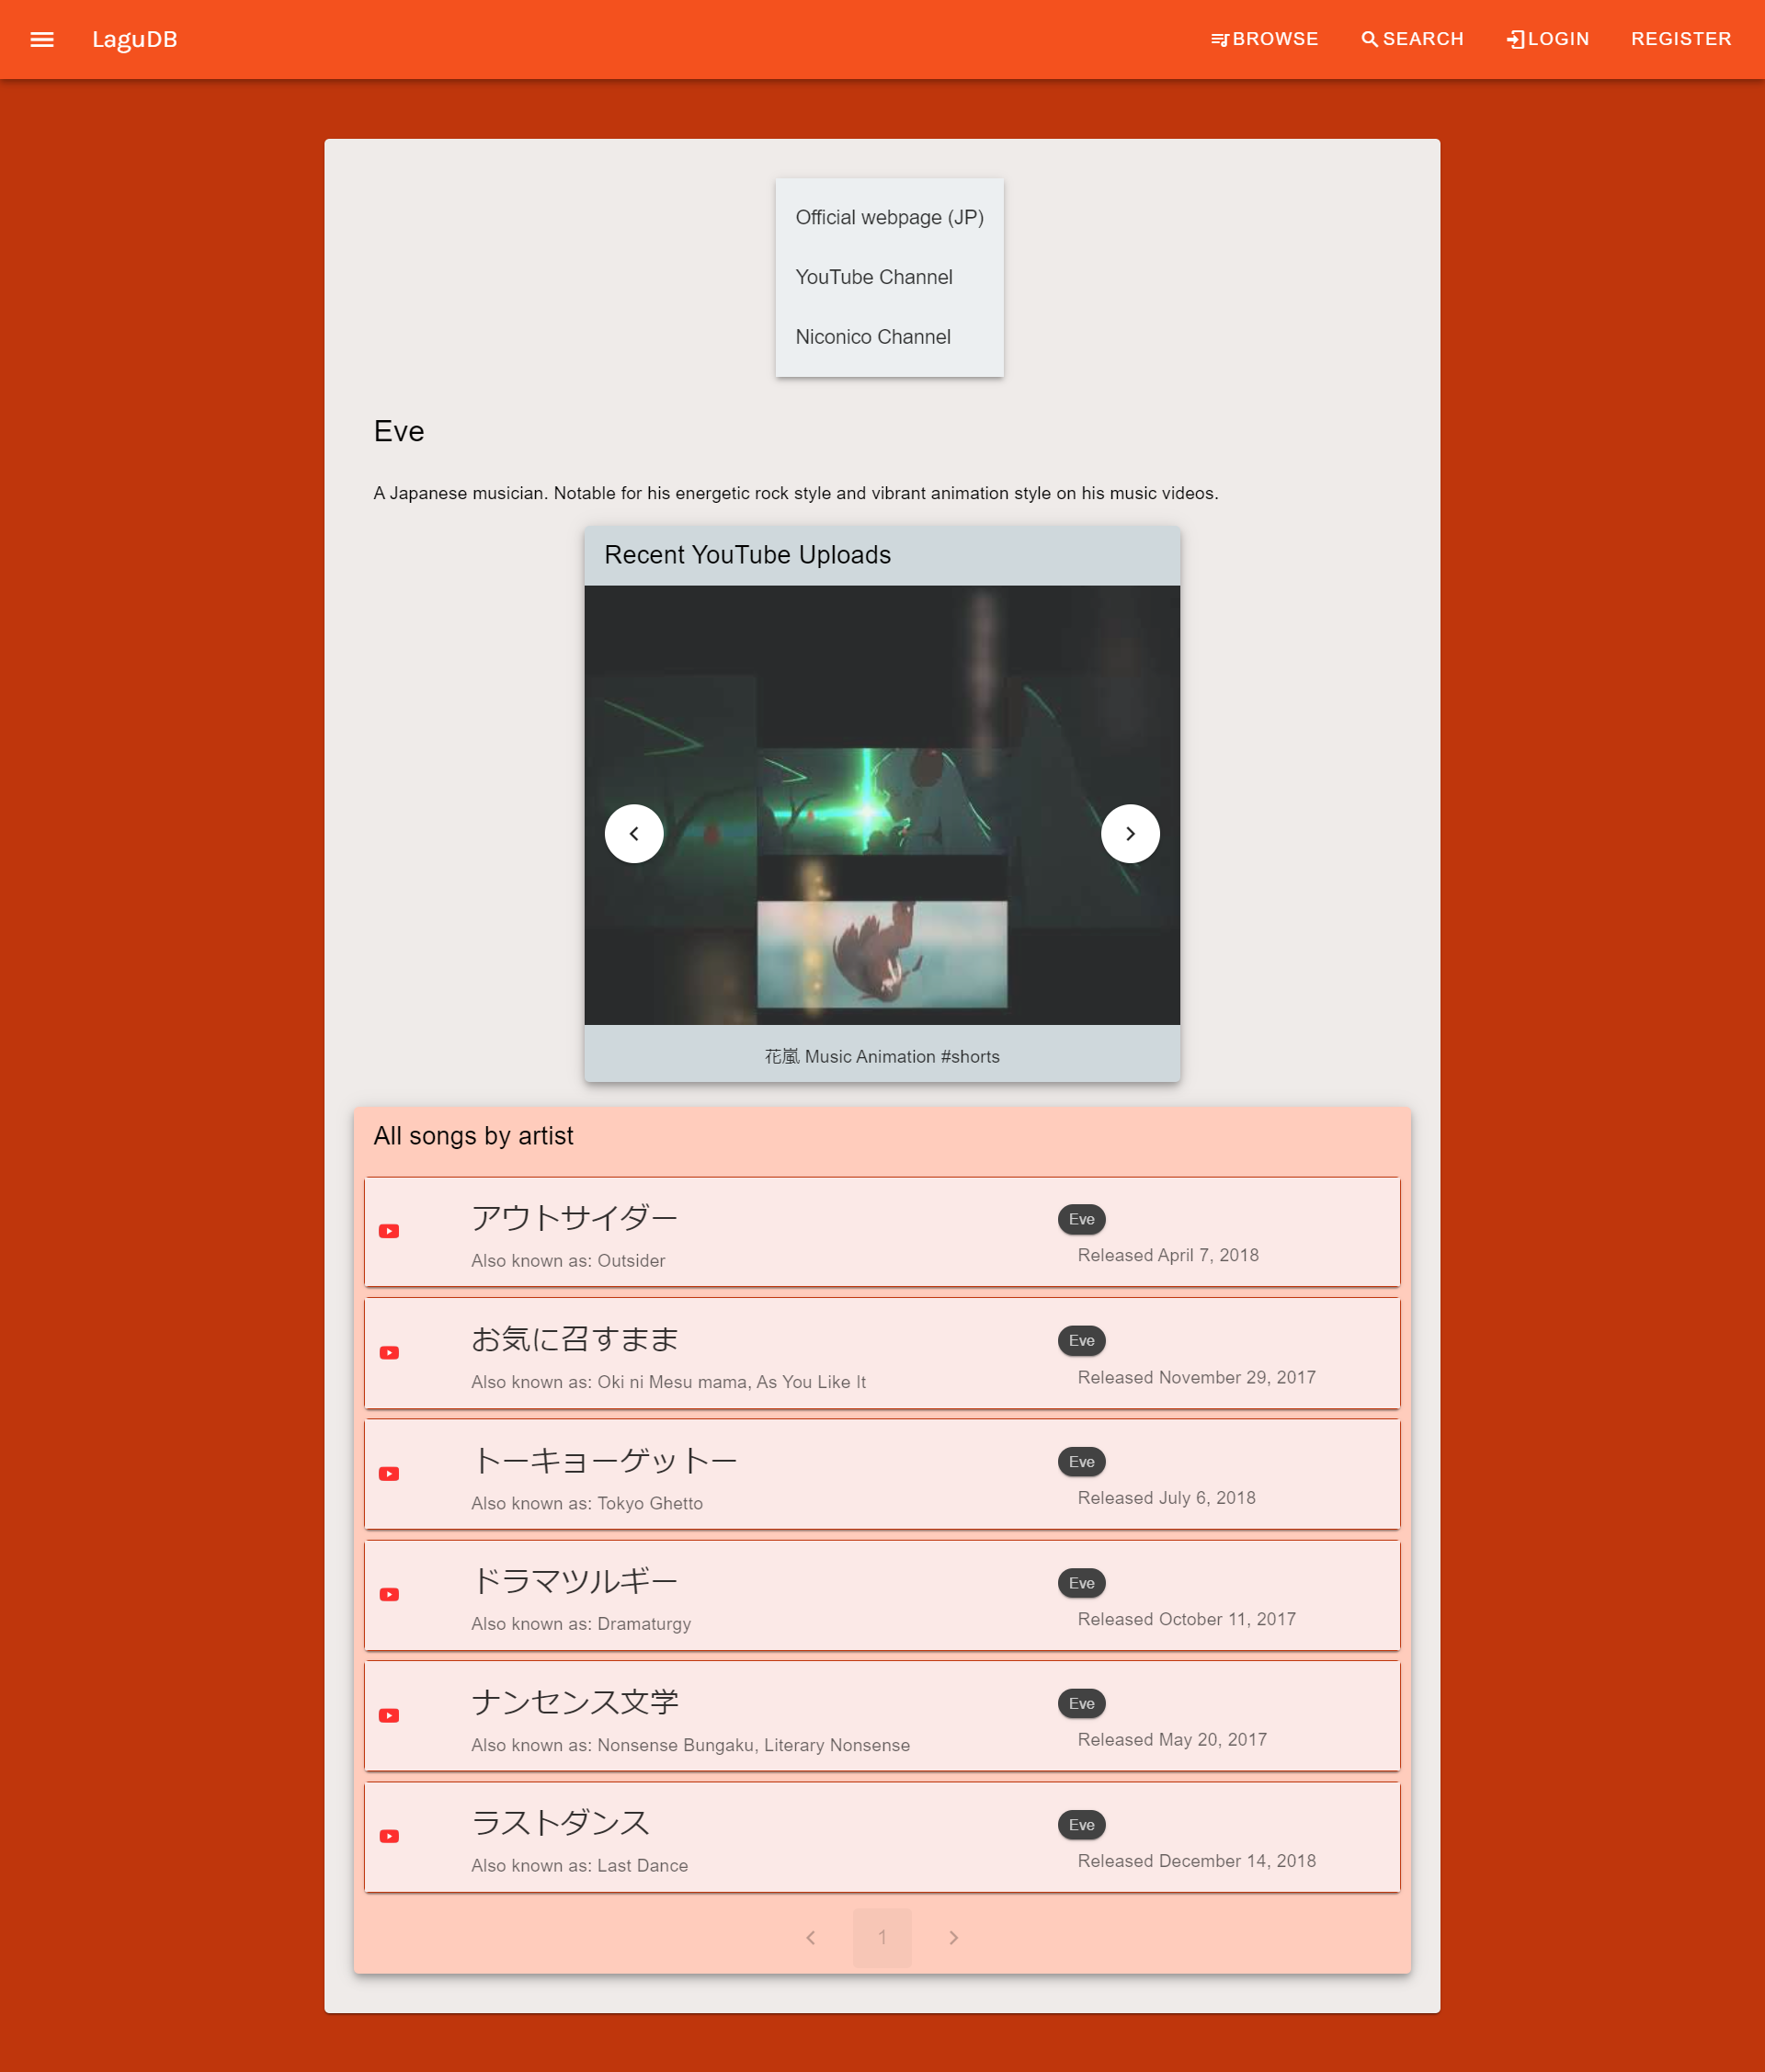 LaguDB
BROWSE
SEARCH
LOGIN
REGISTER
Official webpage (JP)
YouTube Channel
Niconico Channel
Eve
A Japanese musician. Notable for his energetic rock style and vibrant animation style on his music videos.
Recent YouTube Uploads
花嵐 Music Animation #shorts
All songs by artist
アウトサイダー
Also known as: Outsider
Eve
Released April 7, 2018
お気に召すまま
Also known as: Oki ni Mesu mama, As You Like It
Eve
Released November 29, 2017
トーキョーゲットー
Also known as: Tokyo Ghetto
Eve
Released July 6, 2018
ドラマツルギー
Also known as: Dramaturgy
Eve
Released October 11, 2017
ナンセンス文学
Also known as: Nonsense Bungaku, Literary Nonsense
Eve
Released May 20, 2017
ラストダンス
Also known as: Last Dance
Eve
Released December 14, 2018
1